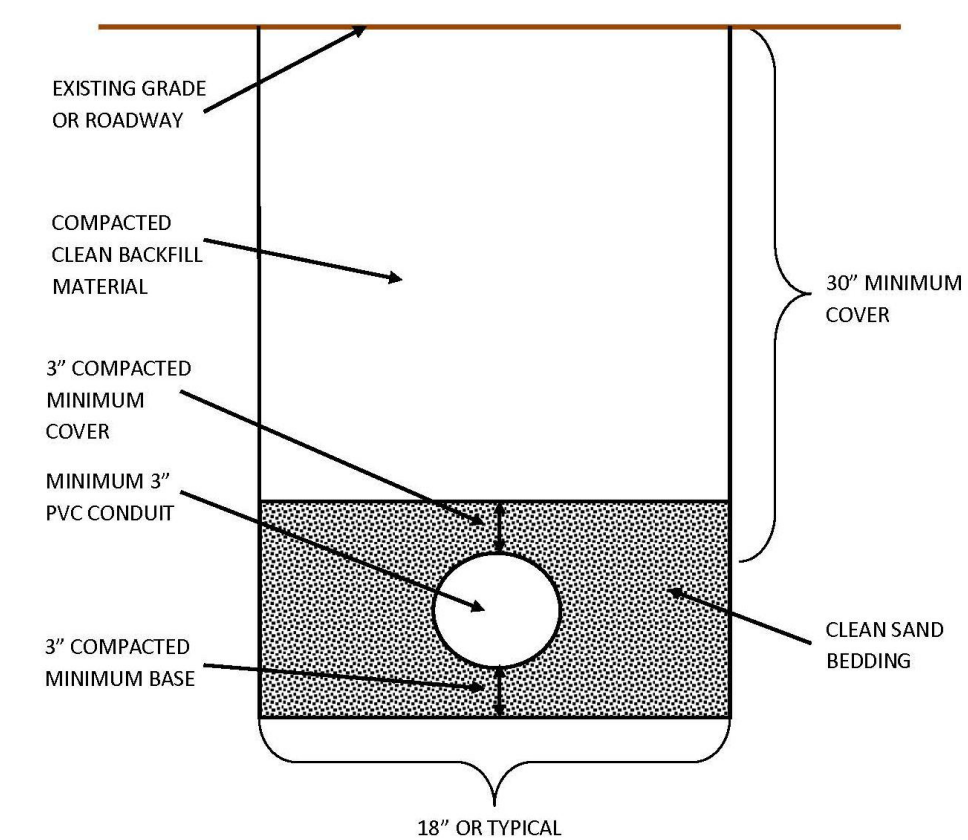 EXISTING GRADE
OR ROADWAY
COMPACTED
CLEAN BACKFILL
MATERIAL
30” MINIMUM
COVER
3” COMPACTED
MINIMUM
COVER
MINIMUM 3”
PVC CONDUIT
3” COMPACTED
MINIMUM BASE
CLEAN SAND
BEDDING
18” OR TYPICAL